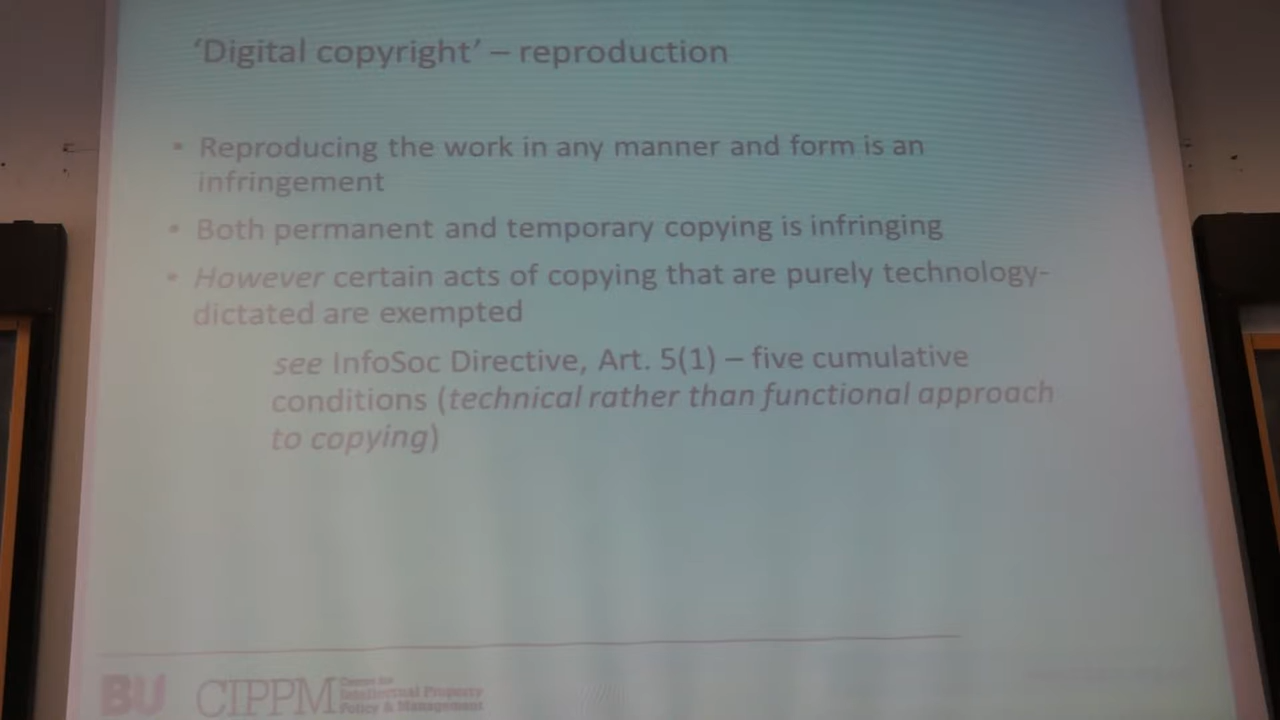 ‘Digital copyright’ – reproduction
▪ Reproducing the work in any manner and form is an
infringement
▪ Both permanent and temporary copying is infringing
▪ However certain acts of copying that are purely technology-
dictated are exempted
see InfoSoc Directive, Art. 5(1) – five cumulative
conditions (technical rather than functional approach
to copying)
BU CIPPM Centre for
Intellectual Property
Policy & Management